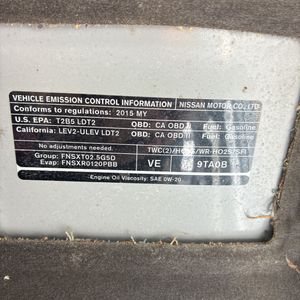 VEHICLE EMISSION CONTROL INFORMATION NISSAN MOTOR CO., LTD.
Conforms to regulations: 2015 MY
U.S. EPA: T2B5 LDT2 OBD: CA OBD II Fuel: Gasoline
California: LEV2-ULEV LDT2 OBD: CA OBD II Fuel: Gasoline
No adjustments needed.
Group: FNSXT02.5G5D
Evap: FNSXR0120PBB
TWC(2)/ /WR-HO2S/SFI
VE 9TA0B
Engine Oil Viscosity: SAE 0W-20